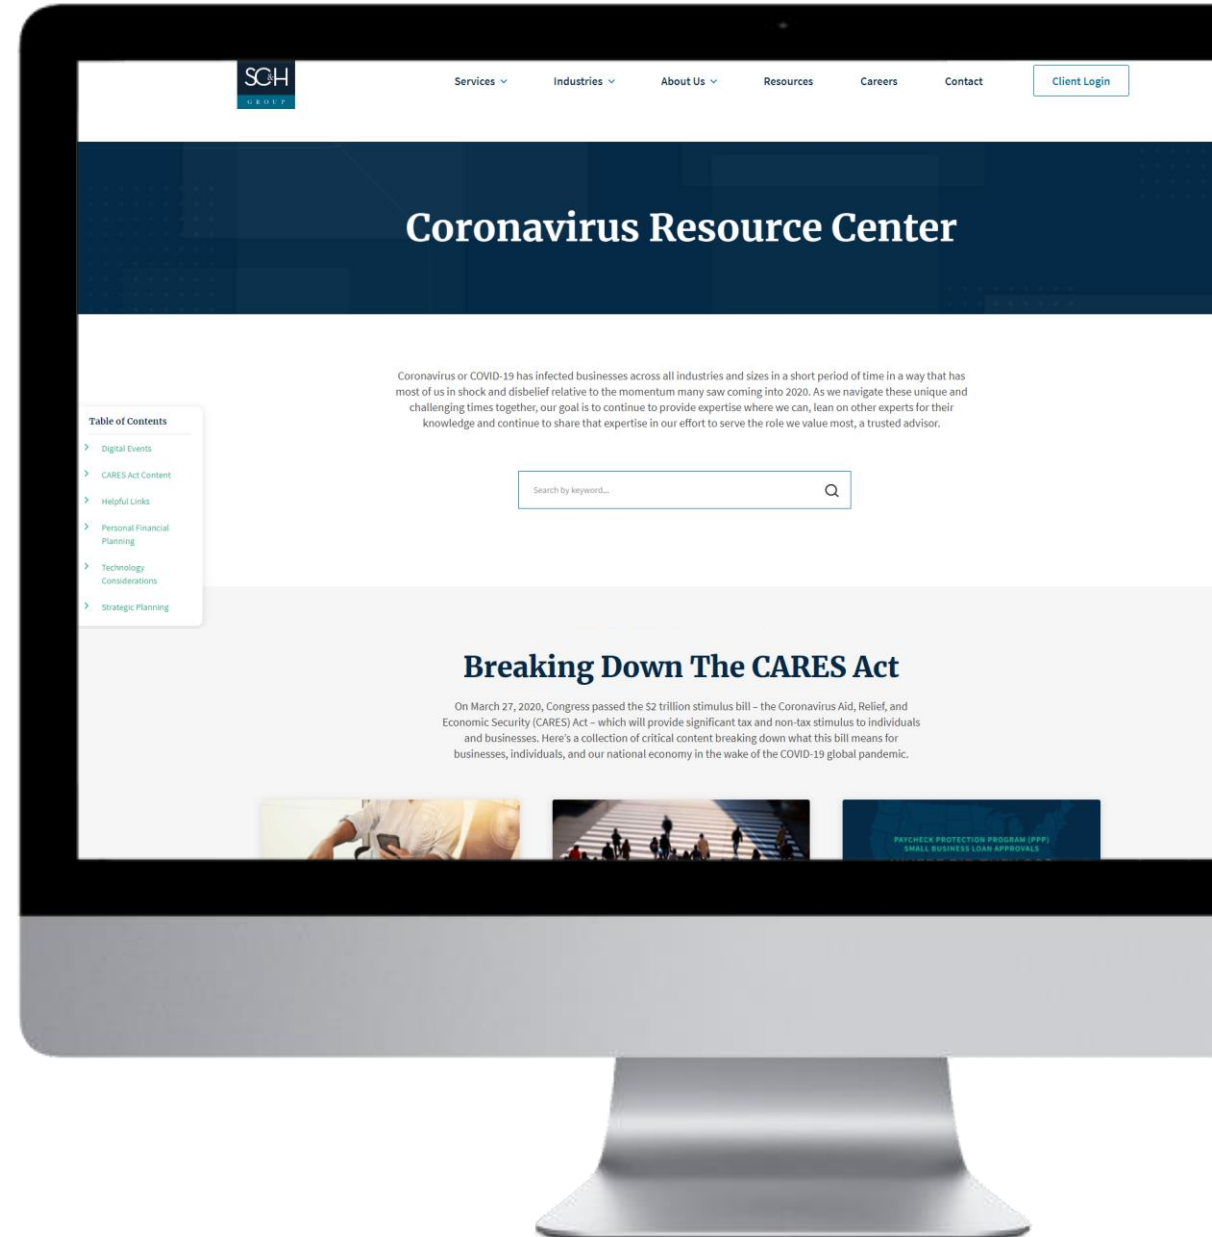 SC&H
GROUP
Services
Industries
About Us
Resources
Careers
Contact
Client Login
Coronavirus Resource Center
Coronavirus or COVID-19 has infected businesses across all industries and sizes in a short period of time in a way that has
most of us in shock and disbelief relative to the momentum many saw coming into 2020. As we navigate these unique and
challenging times together, our goal is to continue to provide expertise where we can, lean on other experts for their
knowledge and continue to share that expertise in our effort to serve the role we value most, a trusted advisor.
Table of Contents
Digital Events
CARES Act Content
Helpful Links
Personal Financial
Planning
Technology
Considerations
Strategic Planning
Search by keyword...
Breaking Down The CARES Act
On March 27, 2020, Congress passed the $2 trillion stimulus bill – the Coronavirus Aid, Relief, and
Economic Security (CARES) Act – which will provide significant tax and non-tax stimulus to individuals
and businesses. Here's a collection of critical content breaking down what this bill means for
businesses, individuals, and our national economy in the wake of the COVID-19 global pandemic.
PAYCHECK PROTECTION PROGRAM (PPP)
SMALL BUSINESS LOAN APPROVALS